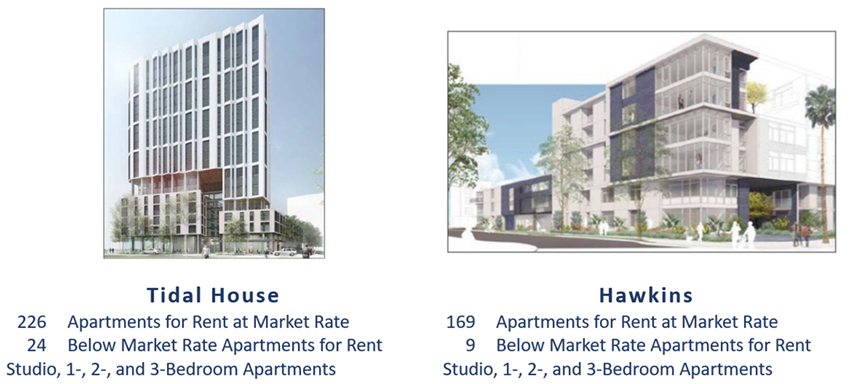 Tidal House
226 Apartments for Rent at Market Rate
24 Below Market Rate Apartments for Rent
Studio, 1-, 2-, and 3-Bedroom Apartments
Hawkins
169 Apartments for Rent at Market Rate
9 Below Market Rate Apartments for Rent
Studio, 1-, 2-, and 3-Bedroom Apartments